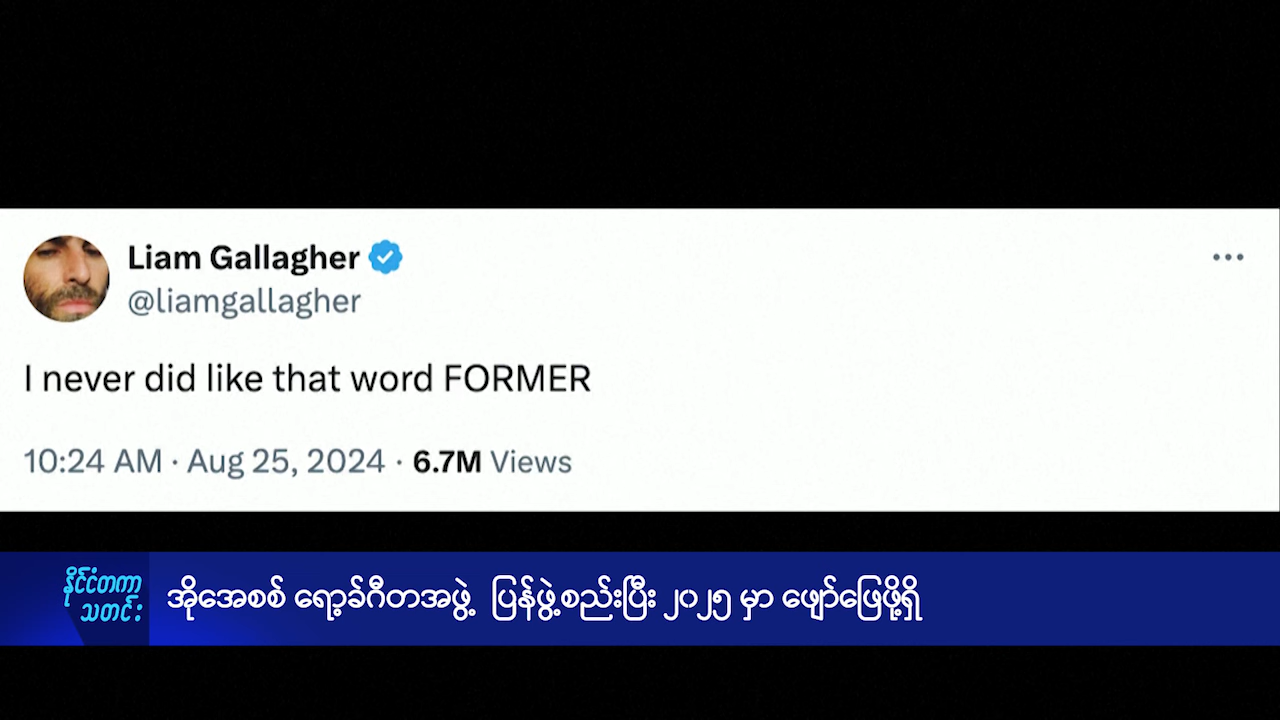 Liam Gallagher
@liamgallagher
I never did like that word FORMER
10:24 AM · Aug 25, 2024 · 6.7M Views
နိုင်ငံတကာ
သတင်း
အိုအေစစ် ရော့ခ်ဂီတအဖွဲ့ ပြန်ဖွဲ့စည်းပြီး ၂၀၂၅ မှာ ဖျော်ဖြေဖို့ရှိ